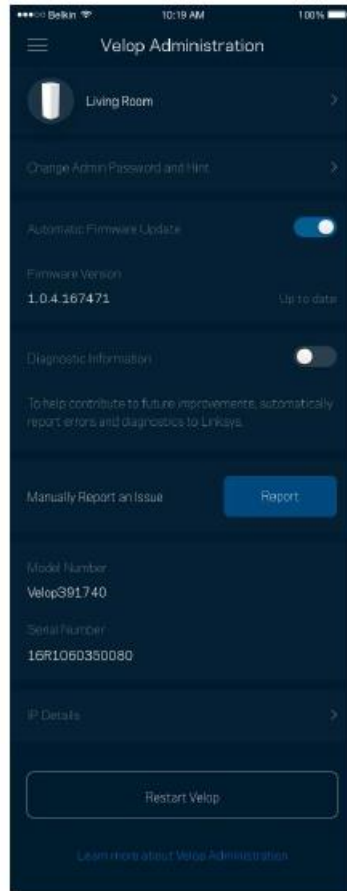 Belkin 10:19 AM 100%
Velop Administration
Living Room
Change Admin Password and Hint
Automatic Firmware Update
Firmware Version
1.0.4.167471 Up to date
Diagnostic Information
To help contribute to future improvements, automatically
report errors and diagnostics to Linksys.
Manually Report an Issue Report
Model Number
Velop391740
Serial Number
16R1060350080
IP Details
Restart Velop
Learn more about Velop Administration